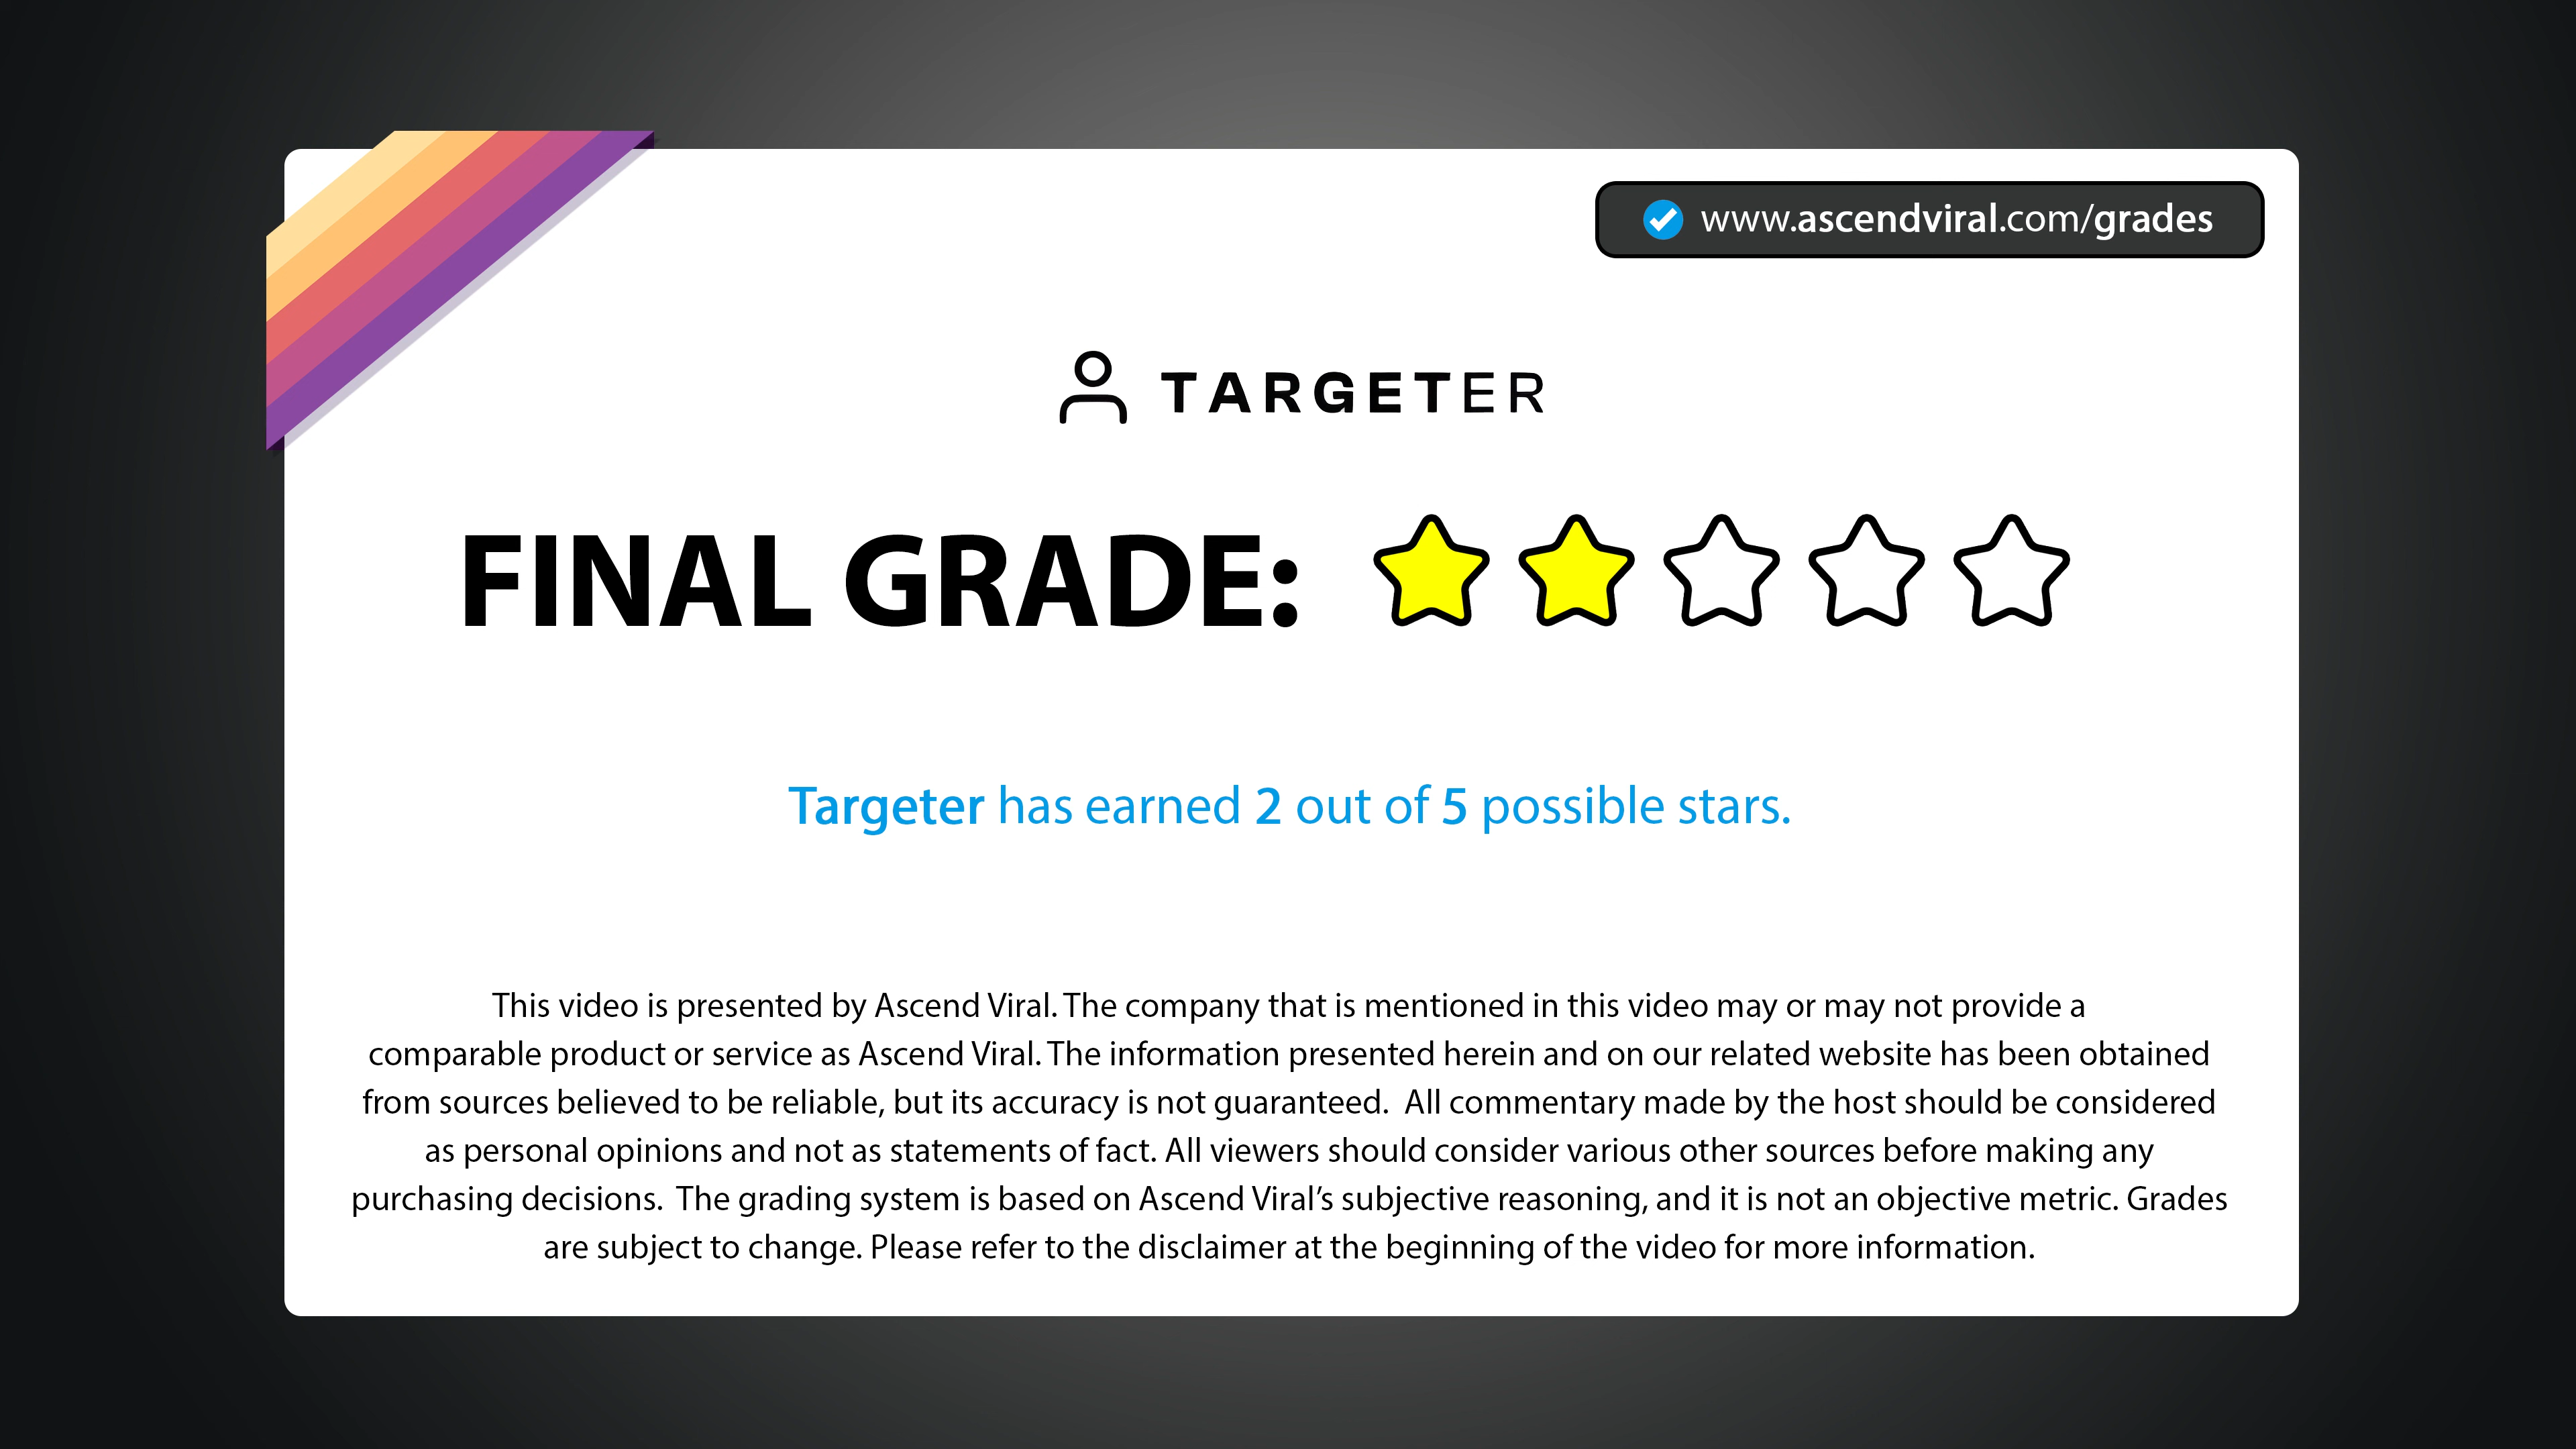 www.ascendviral.com/grades
TARGETER
FINAL GRADE:
Targeter has earned 2 out of 5 possible stars.
This video is presented by Ascend Viral. The company that is mentioned in this video may or may not provide a
comparable product or service as Ascend Viral. The information presented herein and on our related website has been obtained
from sources believed to be reliable, but its accuracy is not guaranteed.  All commentary made by the host should be considered
as personal opinions and not as statements of fact. All viewers should consider various other sources before making any
purchasing decisions.  The grading system is based on Ascend Viral’s subjective reasoning, and it is not an objective metric. Grades
are subject to change. Please refer to the disclaimer at the beginning of the video for more information.